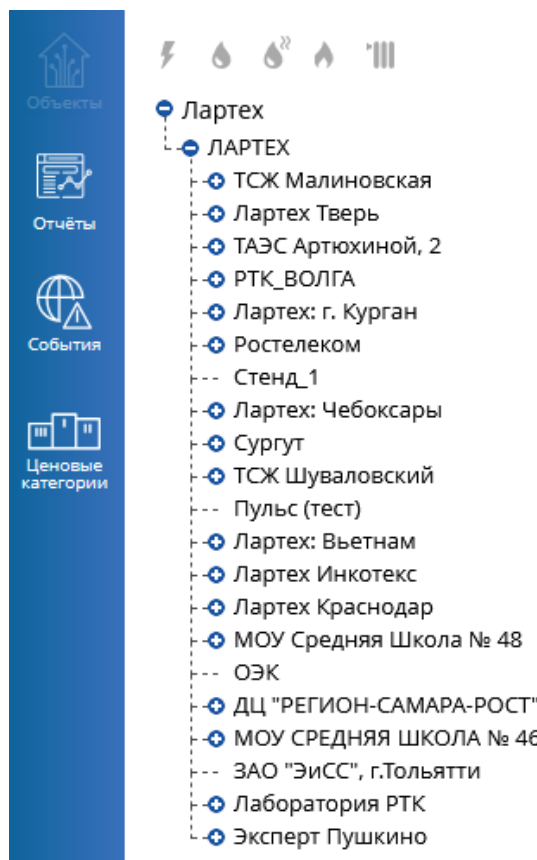 Объекты
Отчёты
События
Ценовые
категории
Лартех
ЛАРТЕХ
ТСЖ Малиновская
Лартех Тверь
ТАЭС Артюхиной, 2
РТК_ВОЛГА
Лартех: г. Курган
Ростелеком
Стенд_1
Лартех: Чебоксары
Сургут
ТСЖ Шуваловский
Пульс (тест)
Лартех: Вьетнам
Лартех Инкотекс
Лартех Краснодар
МОУ Средняя Школа № 48
ОЭК
ДЦ "РЕГИОН-САМАРА-РОСТ"
МОУ СРЕДНЯЯ ШКОЛА № 46
ЗАО "ЭиСС", г.Тольятти
Лаборатория РТК
Эксперт Пушкино